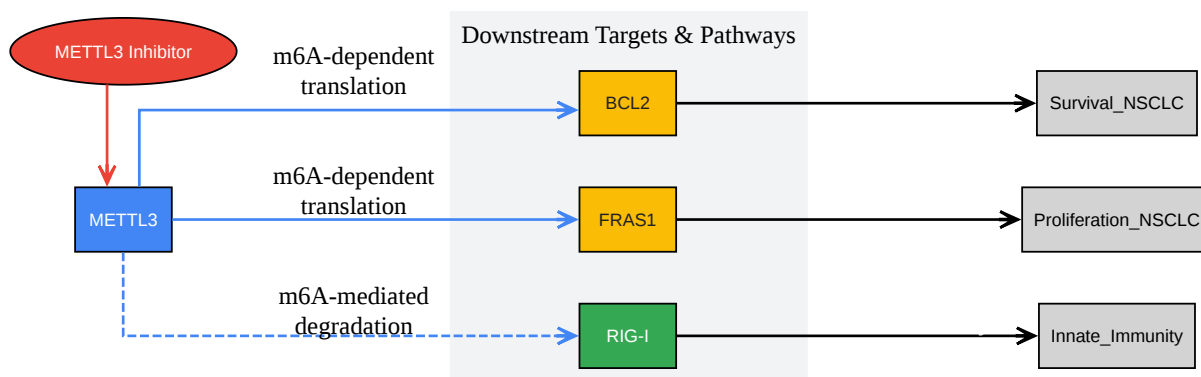 METTL3 Inhibitor
Downstream Targets & Pathways
m6A-dependent
translation
BCL2
Survival_NSCLC
m6A-dependent
translation
METTL3
FRAS1
Proliferation_NSCLC
m6A-mediated
degradation
RIG-I
Innate_Immunity